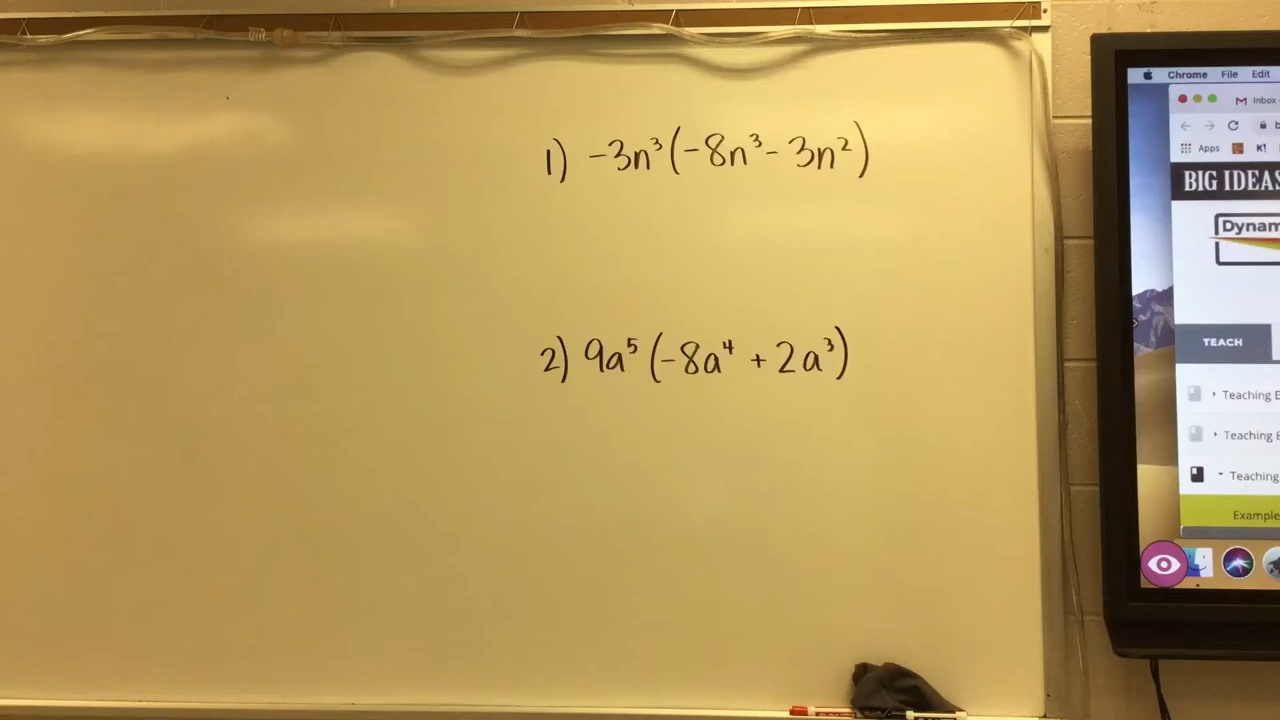 1) -3n³(-8n³-3n²)
2) 9a⁵(-8a⁴+2a³)
Chrome File Edit
Inbox
Apps K!
BIG IDEAS
Dynam
TEACH
Teaching E
Teaching E
Teaching
Example